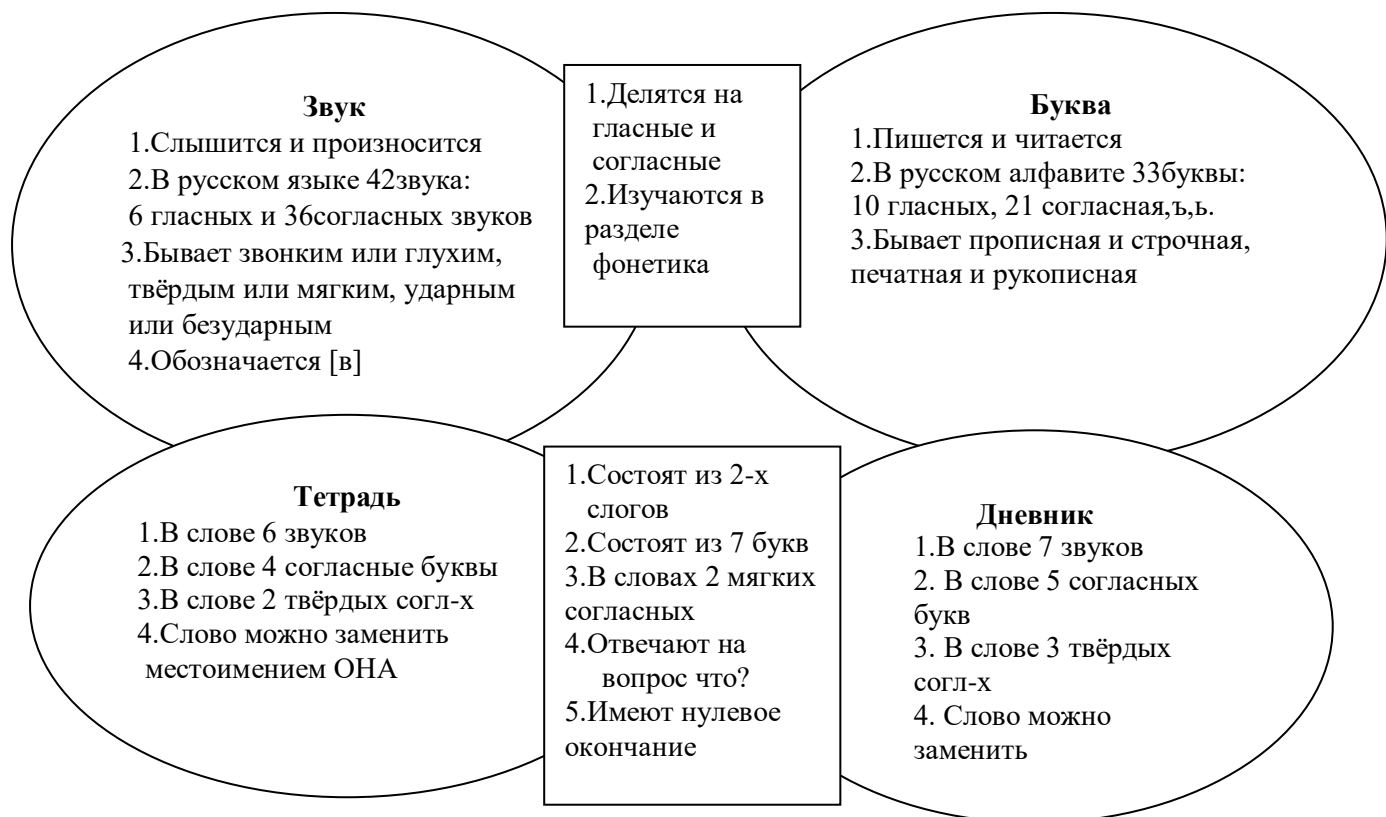 Звук
1.Слышится и произносится
2.В русском языке 42звука:
6 гласных и 36согласных звуков
3.Бывает звонким или глухим,
твёрдым или мягким, ударным
или безударным
4.Обозначается [в]
1.Делятся на
гласные и
согласные
2.Изучаются в
разделе
фонетика
Буква
1.Пишется и читается
2.В русском алфавите 33буквы:
10 гласных, 21 согласная,ъ,ь.
3.Бывает прописная и строчная,
печатная и рукописная
Тетрадь
1.В слове 6 звуков
2.В слове 4 согласные буквы
3.В слове 2 твёрдых согл-х
4.Слово можно заменить
местоимением ОНА
1.Состоят из 2-х
слогов
2.Состоят из 7 букв
3.В словах 2 мягких
согласных
4.Отвечают на
вопрос что?
5.Имеют нулевое
окончание
Дневник
1.В слове 7 звуков
2. В слове 5 согласных
букв
3. В слове 3 твёрдых
согл-х
4. Слово можно
заменить